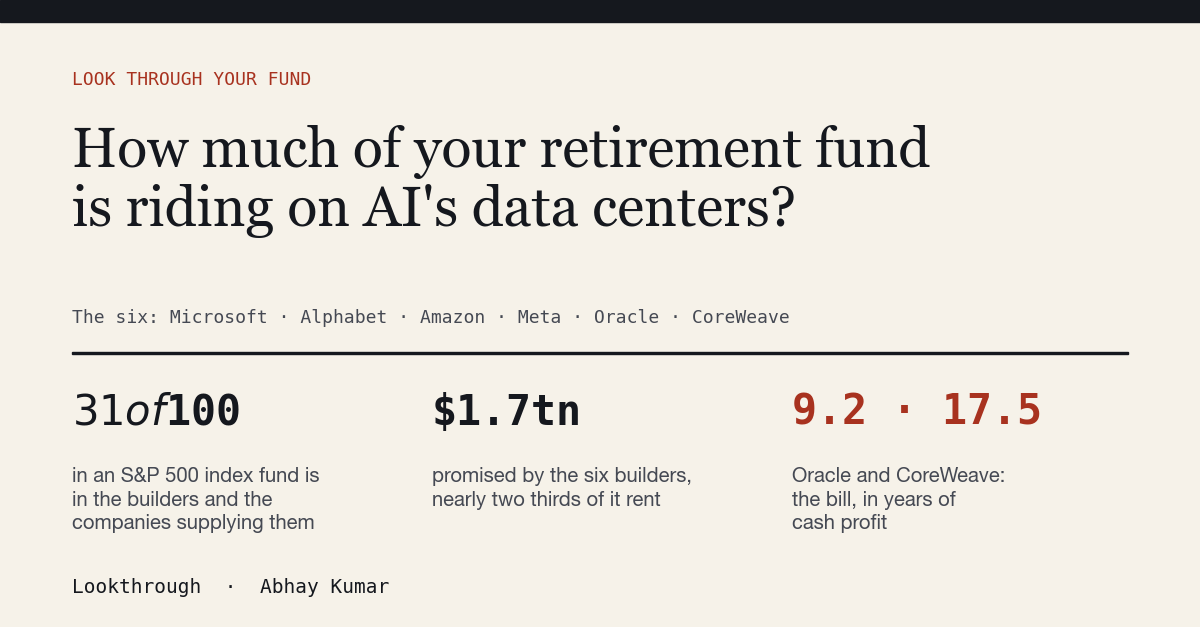 LOOK THROUGH YOUR FUND
How much of your retirement fund
is riding on AI's data centers?
The six: Microsoft · Alphabet · Amazon · Meta · Oracle · CoreWeave
31of100
$1.7tn
9.2 · 17.5
in an S&P 500 index fund is
in the builders and the
companies supplying them
promised by the six builders,
nearly two thirds of it rent
Oracle and CoreWeave:
the bill, in years of
cash profit
Lookthrough · Abhay Kumar